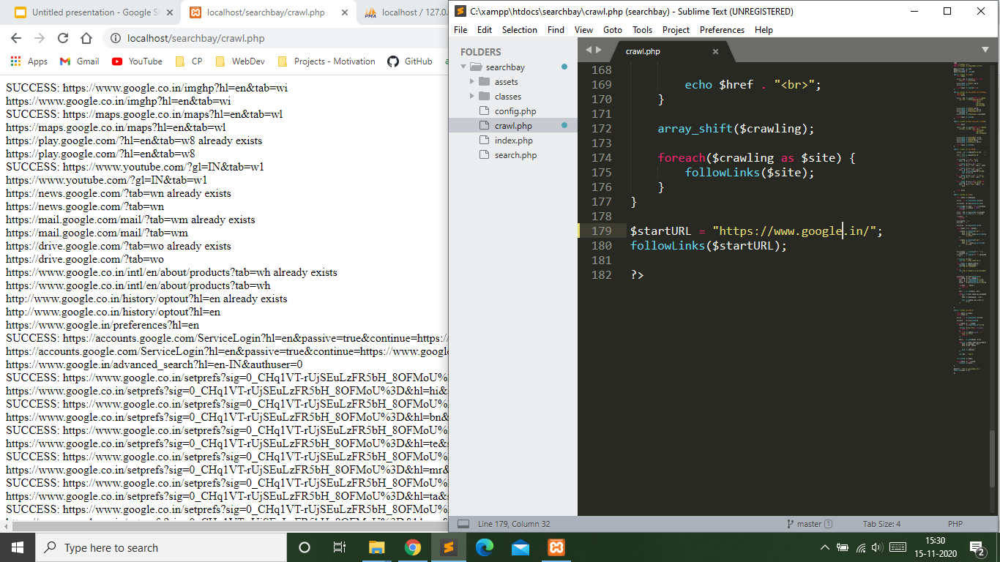 Untitled presentation - Google S
localhost/searchbay/crawl.php
localhost / 127.0.
localhost/searchbay/crawl.php
Apps
Gmail
YouTube
CP
WebDev
Projects - Motivation
GitHub
SUCCESS: https://www.google.co.in/imghp?hl=en&tab=wi
https://www.google.co.in/imghp?hl=en&tab=wi
SUCCESS: https://maps.google.co.in/maps?hl=en&tab=wl
https://maps.google.co.in/maps?hl=en&tab=wl
https://play.google.com/?hl=en&tab=w8 already exists
https://play.google.com/?hl=en&tab=w8
SUCCESS: https://www.youtube.com/?gl=IN&tab=w1
https://www.youtube.com/?gl=IN&tab=w1
https://news.google.com/?tab=wn already exists
https://news.google.com/?tab=wn
https://mail.google.com/mail/?tab=wm already exists
https://mail.google.com/mail/?tab=wm
https://drive.google.com/?tab=wo already exists
https://drive.google.com/?tab=wo
https://www.google.co.in/intl/en/about/products?tab=wh already exists
https://www.google.co.in/intl/en/about/products?tab=wh
http://www.google.co.in/history/optout?hl=en already exists
http://www.google.co.in/history/optout?hl=en
https://www.google.in/preferences?hl=en
SUCCESS: https://accounts.google.com/ServiceLogin?hl=en&passive=true&continue=https:/
https://accounts.google.com/ServiceLogin?hl=en&passive=true&continue=https://www.goog
https://www.google.in/advanced_search?hl=en-IN&authuser=0
SUCCESS: https://www.google.co.in/setprefs?sig=0_CHq1VT-rUjSEuLzFR5bH_8OFMoU%
https://www.google.co.in/setprefs?sig=0_CHq1VT-rUjSEuLzFR5bH_8OFMoU%3D&hl=hi&
SUCCESS: https://www.google.co.in/setprefs?sig=0_CHq1VT-rUjSEuLzFR5bH_8OFMoU%
https://www.google.co.in/setprefs?sig=0_CHq1VT-rUjSEuLzFR5bH_8OFMoU%3D&hl=bn&
SUCCESS: https://www.google.co.in/setprefs?sig=0_CHq1VT-rUjSEuLzFR5bH_8OFMoU%
https://www.google.co.in/setprefs?sig=0_CHq1VT-rUjSEuLzFR5bH_8OFMoU%3D&hl=te&
SUCCESS: https://www.google.co.in/setprefs?sig=0_CHq1VT-rUjSEuLzFR5bH_8OFMoU%
https://www.google.co.in/setprefs?sig=0_CHq1VT-rUjSEuLzFR5bH_8OFMoU%3D&hl=mr&
SUCCESS: https://www.google.co.in/setprefs?sig=0_CHq1VT-rUjSEuLzFR5bH_8OFMoU%
https://www.google.co.in/setprefs?sig=0_CHq1VT-rUjSEuLzFR5bH_8OFMoU%3D&hl=ta&
SUCCESS: https://www.google.co.in/setprefs?sig=0_CHq1VT-rUjSEuLzFR5bH_8OFMoU%
C:\xampp\htdocs\searchbay\crawl.php (searchbay) - Sublime Text (UNREGISTERED)
File Edit Selection Find View Goto Tools Project Preferences Help
FOLDERS
searchbay
assets
classes
config.php
crawl.php
index.php
search.php
crawl.php
168
169 echo $href . "<br>";
170 }
171
172 array_shift($crawling);
173
174 foreach($crawling as $site) {
175 followLinks($site);
176 }
177 }
178
179 $startURL = "https://www.google.in/";
180 followLinks($startURL);
181
182 ?>
Line 179, Column 32
master 1
Tab Size: 4
PHP
Type here to search
15:30
15-11-2020
2